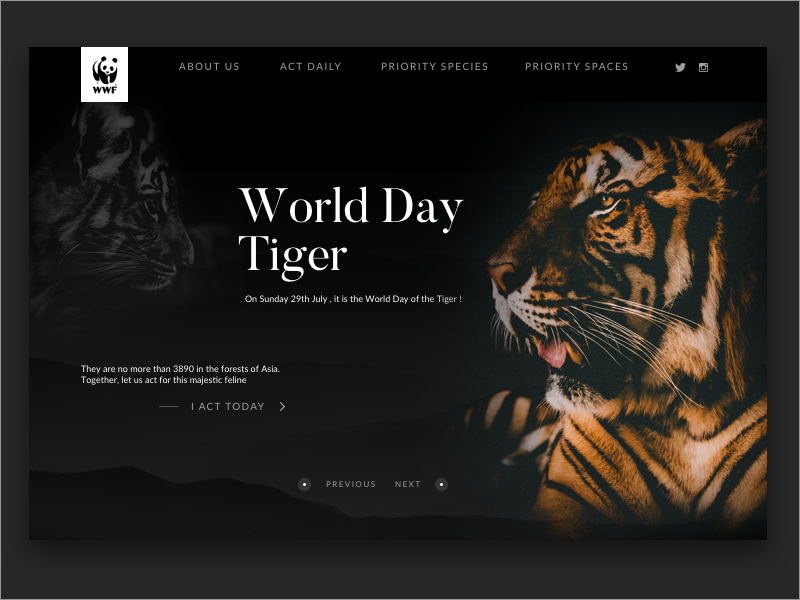 WWF
ABOUT US
ACT DAILY
PRIORITY SPECIES
PRIORITY SPACES
World Day
Tiger
On Sunday 29th July , it is the World Day of the Tiger !
They are no more than 3890 in the forests of Asia.
Together, let us act for this majestic feline
I ACT TODAY
PREVIOUS
NEXT